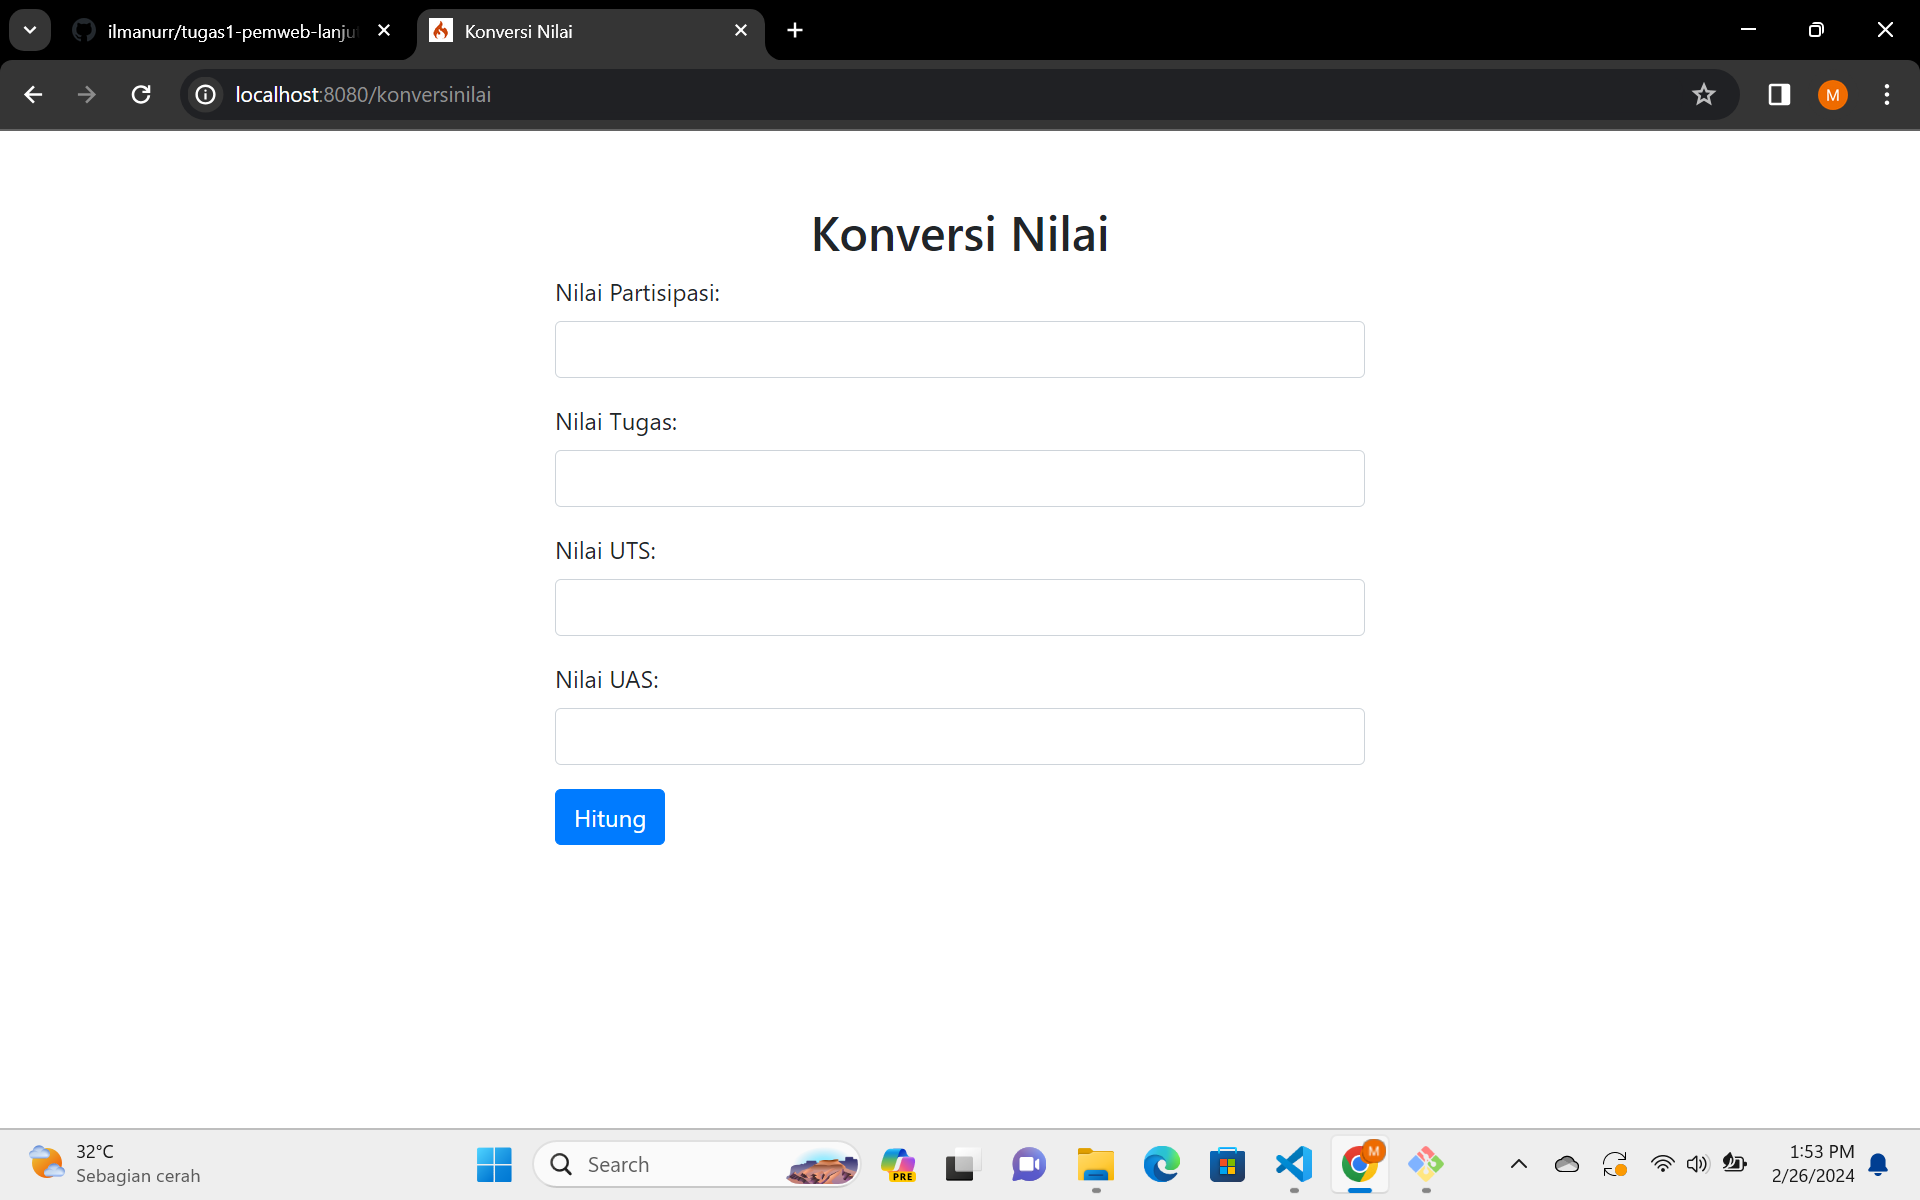 ilmanurr/tugas1-pemweb-lanju
Konversi Nilai
localhost:8080/konversinilai
M
Konversi Nilai
Nilai Partisipasi:
Nilai Tugas:
Nilai UTS:
Nilai UAS:
Hitung
32°C
Sebagian cerah
Search
PRE
M
1:53 PM
2/26/2024